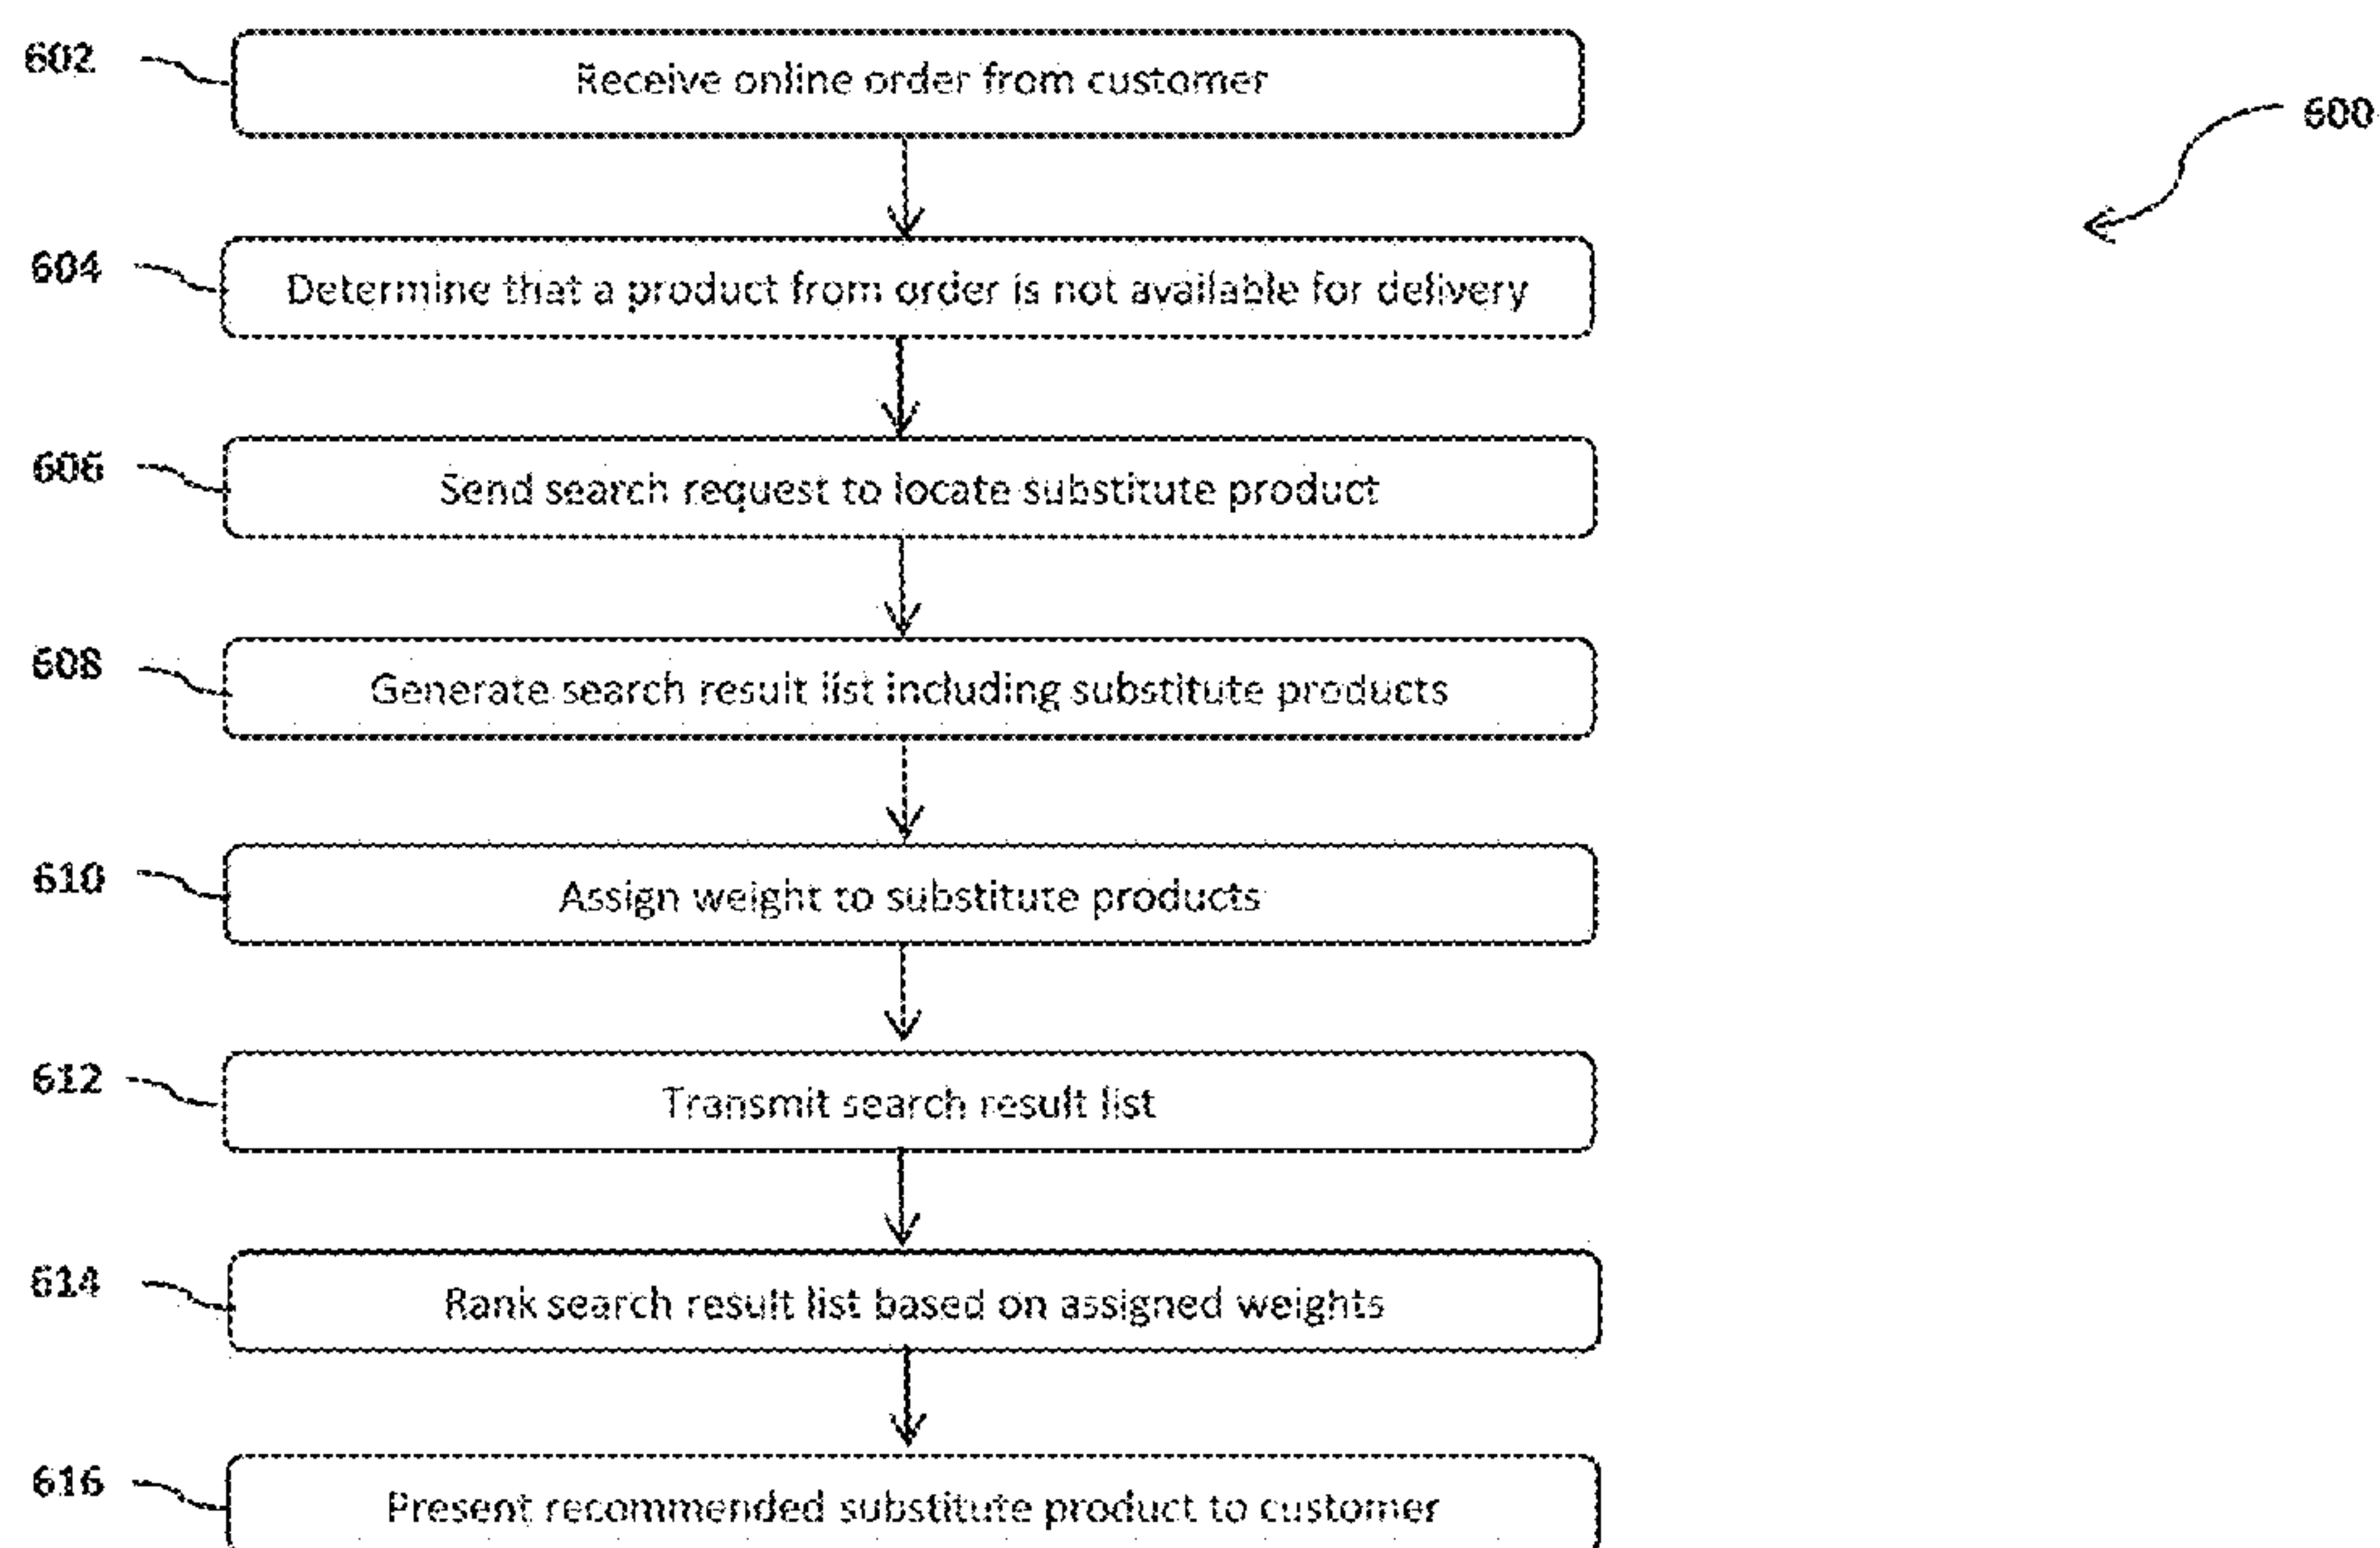 602
Receive online order from customer
600
604
Determine that a product from order is not available for delivery
606
Send search request to locate substitute product
608
Generate search result list including substitute products
610
Assign weight to substitute products
612
Transmit search result list
614
Rank search result list based on assigned weights
616
Present recommended substitute product to customer